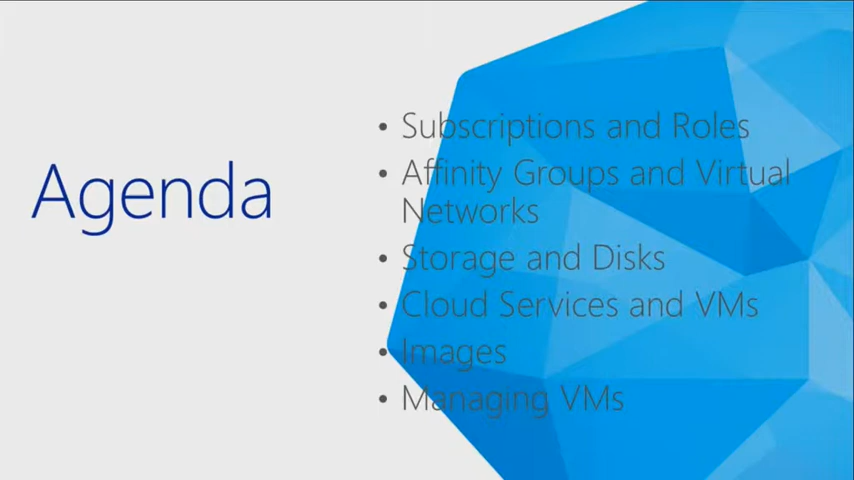 Agenda
• Subscriptions and Roles
• Affinity Groups and Virtual
Networks
• Storage and Disks
• Cloud Services and VMs
• Images
• Managing VMs